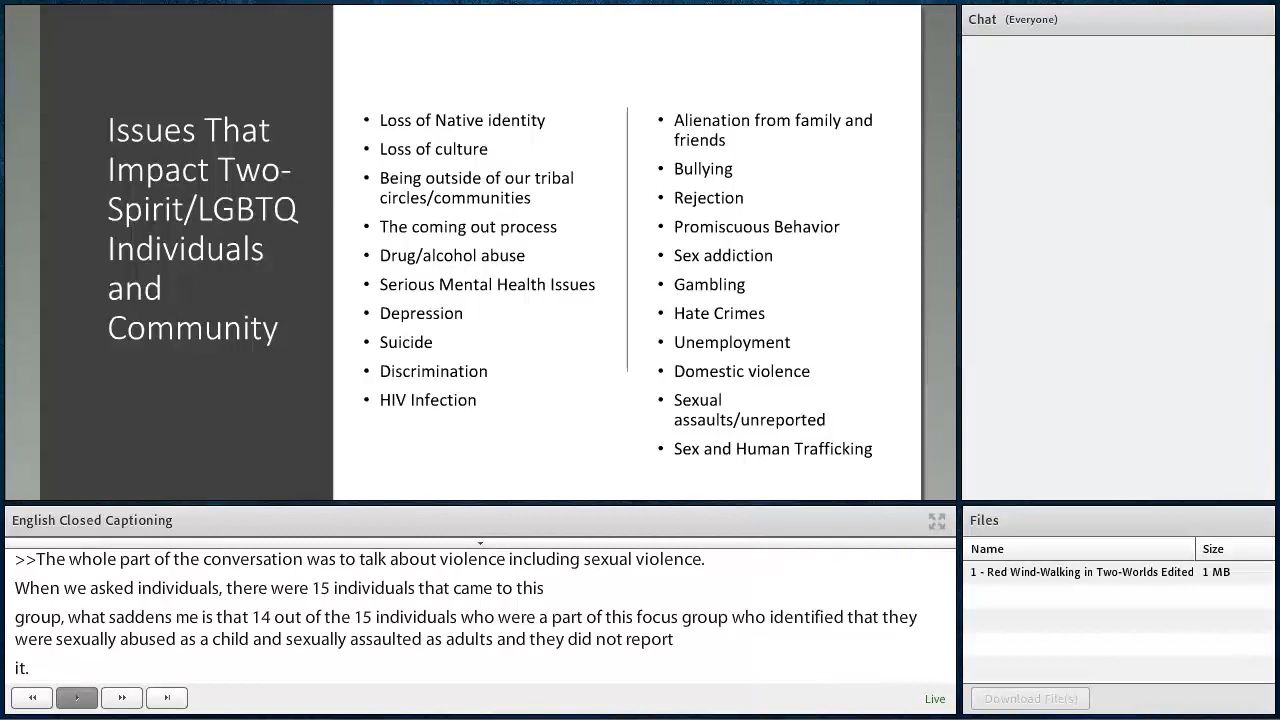 Issues That
Impact Two-
Spirit/LGBTQ
Individuals
and
Community
• Loss of Native identity
• Loss of culture
• Being outside of our tribal
circles/communities
• The coming out process
• Drug/alcohol abuse
• Serious Mental Health Issues
• Depression
• Suicide
• Discrimination
• HIV Infection
• Alienation from family and
friends
• Bullying
• Rejection
• Promiscuous Behavior
• Sex addiction
• Gambling
• Hate Crimes
• Unemployment
• Domestic violence
• Sexual
assaults/unreported
• Sex and Human Trafficking
Chat (Everyone)
English Closed Captioning
>>The whole part of the conversation was to talk about violence including sexual violence.
When we asked individuals, there were 15 individuals that came to this
group, what saddens me is that 14 out of the 15 individuals who were a part of this focus group who identified that they
were sexually abused as a child and sexually assaulted as adults and they did not report
it.
Live
Files
Name Size
1 - Red Wind-Walking in Two-Worlds Edited 1 MB
Download File(s)